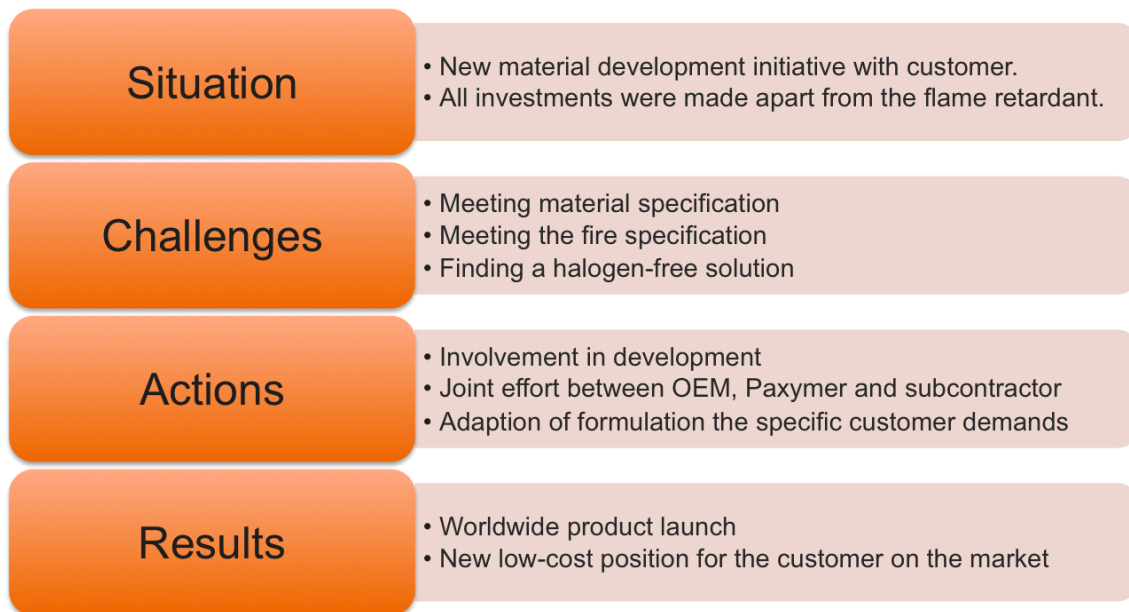 Situation
• New material development initiative with customer.
• All investments were made apart from the flame retardant.
Challenges
• Meeting material specification
• Meeting the fire specification
• Finding a halogen-free solution
Actions
• Involvement in development
• Joint effort between OEM, Paxymer and subcontractor
• Adaption of formulation the specific customer demands
Results
• Worldwide product launch
• New low-cost position for the customer on the market